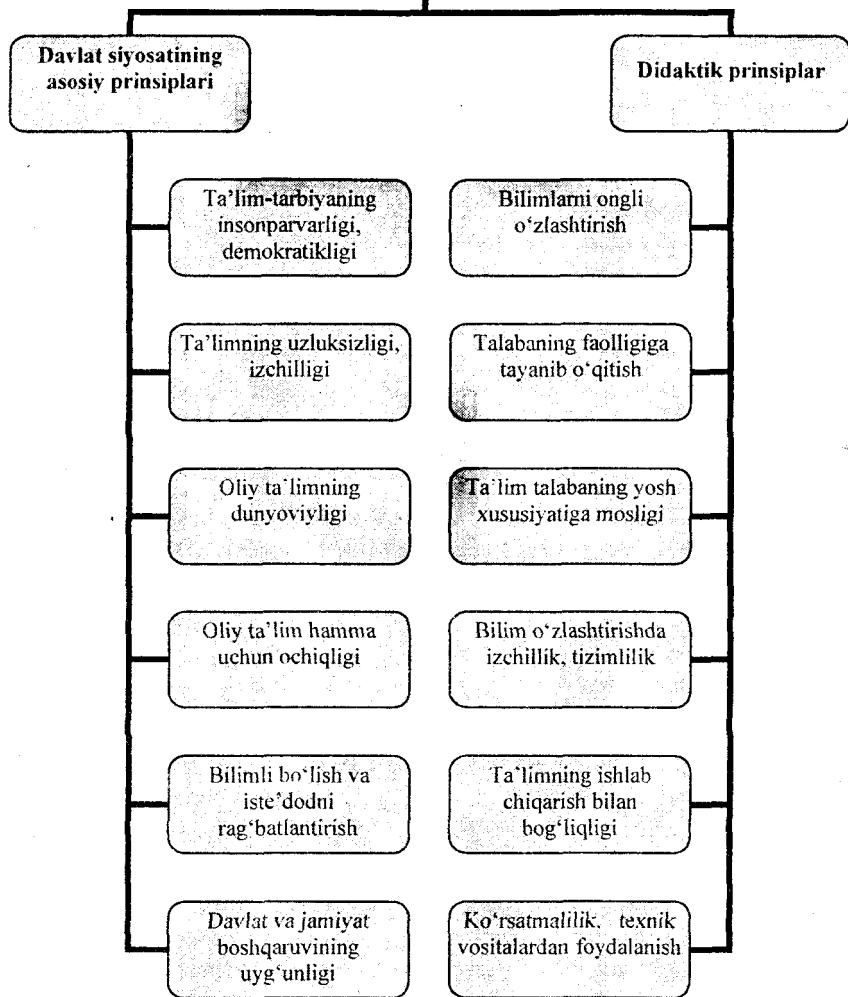 Davlat siyosatining
asosiy prinsiplari
Didaktik prinsiplar
Ta’lim-tarbiyaning
insonparvarligi,
demokratikligi
Bilimlarni ongli
o‘zlashtirish
Ta’limning uzluksizligi,
izchilligi
Talabaning faolligiga
tayanib o‘qitish
Oliy ta’limning
dunyoviyligi
Ta’lim talabaning yosh
xususiyatiga mosligi
Oliy ta’lim hamma
uchun ochiqligi
Bilim o‘zlashtirishda
izchillik, tizimlilik
Bilimli bo‘lish va
iste’dodni
rag‘batlantirish
Ta’limning ishlab
chiqarish bilan
bog‘liqligi
Davlat va jamiyat
boshqaruvining
uyg‘unligi
Ko‘rsatmalilik, texnik
vositalardan foydalanish